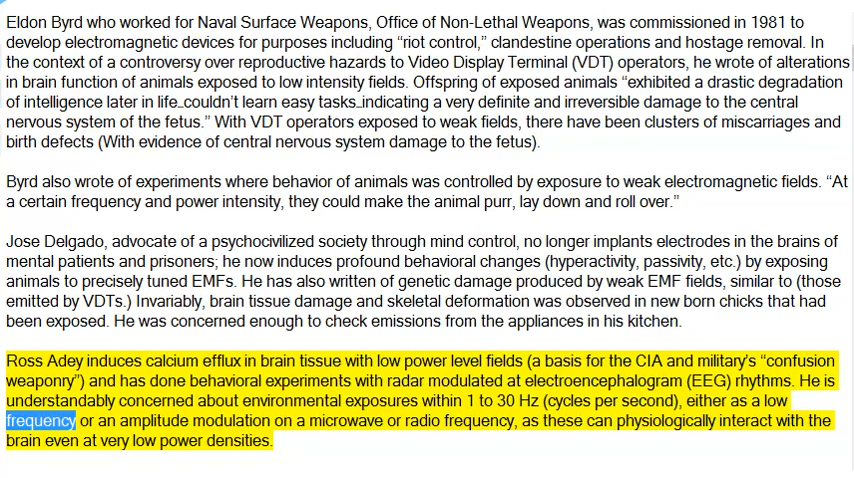 Eldon Byrd who worked for Naval Surface Weapons, Office of Non-Lethal Weapons, was commissioned in 1981 to
develop electromagnetic devices for purposes including “riot control,” clandestine operations and hostage removal. In
the context of a controversy over reproductive hazards to Video Display Terminal (VDT) operators, he wrote of alterations
in brain function of animals exposed to low intensity fields. Offspring of exposed animals “exhibited a drastic degradation
of intelligence later in life...couldn’t learn easy tasks...indicating a very definite and irreversible damage to the central
nervous system of the fetus.” With VDT operators exposed to weak fields, there have been clusters of miscarriages and
birth defects (With evidence of central nervous system damage to the fetus).
Byrd also wrote of experiments where behavior of animals was controlled by exposure to weak electromagnetic fields. “At
a certain frequency and power intensity, they could make the animal purr, lay down and roll over.”
Jose Delgado, advocate of a psychocivilized society through mind control, no longer implants electrodes in the brains of
mental patients and prisoners; he now induces profound behavioral changes (hyperactivity, passivity, etc.) by exposing
animals to precisely tuned EMFs. He has also written of genetic damage produced by weak EMF fields, similar to (those
emitted by VDTs.) Invariably, brain tissue damage and skeletal deformation was observed in new born chicks that had
been exposed. He was concerned enough to check emissions from the appliances in his kitchen.
Ross Adey induces calcium efflux in brain tissue with low power level fields (a basis for the CIA and military’s “confusion
weaponry”) and has done behavioral experiments with radar modulated at electroencephalogram (EEG) rhythms. He is
understandably concerned about environmental exposures within 1 to 30 Hz (cycles per second), either as a low
frequency or an amplitude modulation on a microwave or radio frequency, as these can physiologically interact with the
brain even at very low power densities.